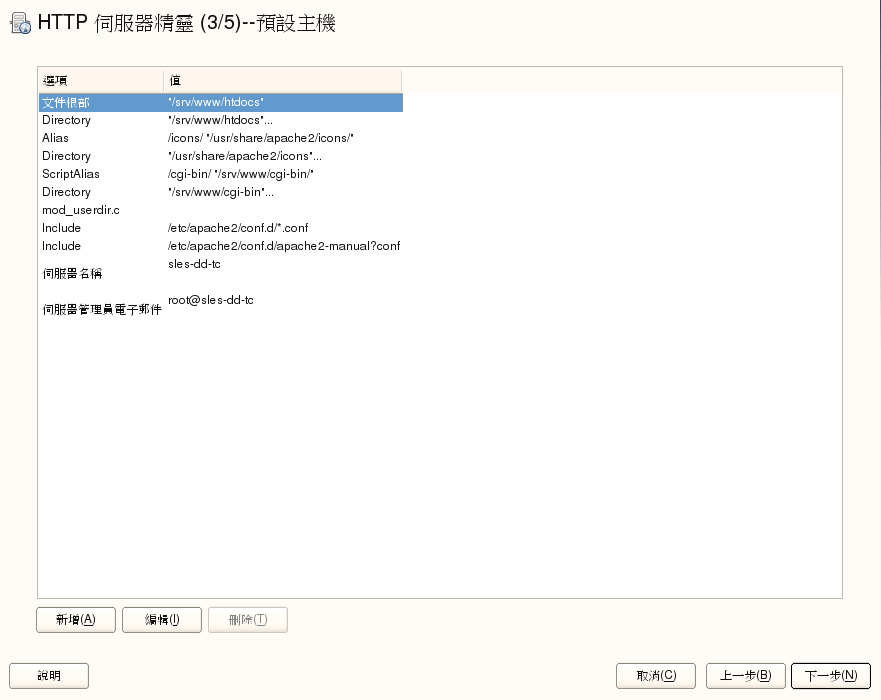 HTTP 伺服器精靈 (3/5)--預設主機
選項 值
文件根部 "/srv/www/htdocs"
Directory "/srv/www/htdocs"...
Alias /icons/ "/usr/share/apache2/icons/"
Directory "/usr/share/apache2/icons"...
ScriptAlias /cgi-bin/ "/srv/www/cgi-bin/"
Directory "/srv/www/cgi-bin"...
mod_userdir.c
Include /etc/apache2/conf.d/*.conf
Include /etc/apache2/conf.d/apache2-manual?conf
伺服器名稱 sles-dd-tc
伺服器管理員電子郵件 root@sles-dd-tc
新增(A) 編輯(I) 刪除(T)
說明 取消(C) 上一步(B) 下一步(N)